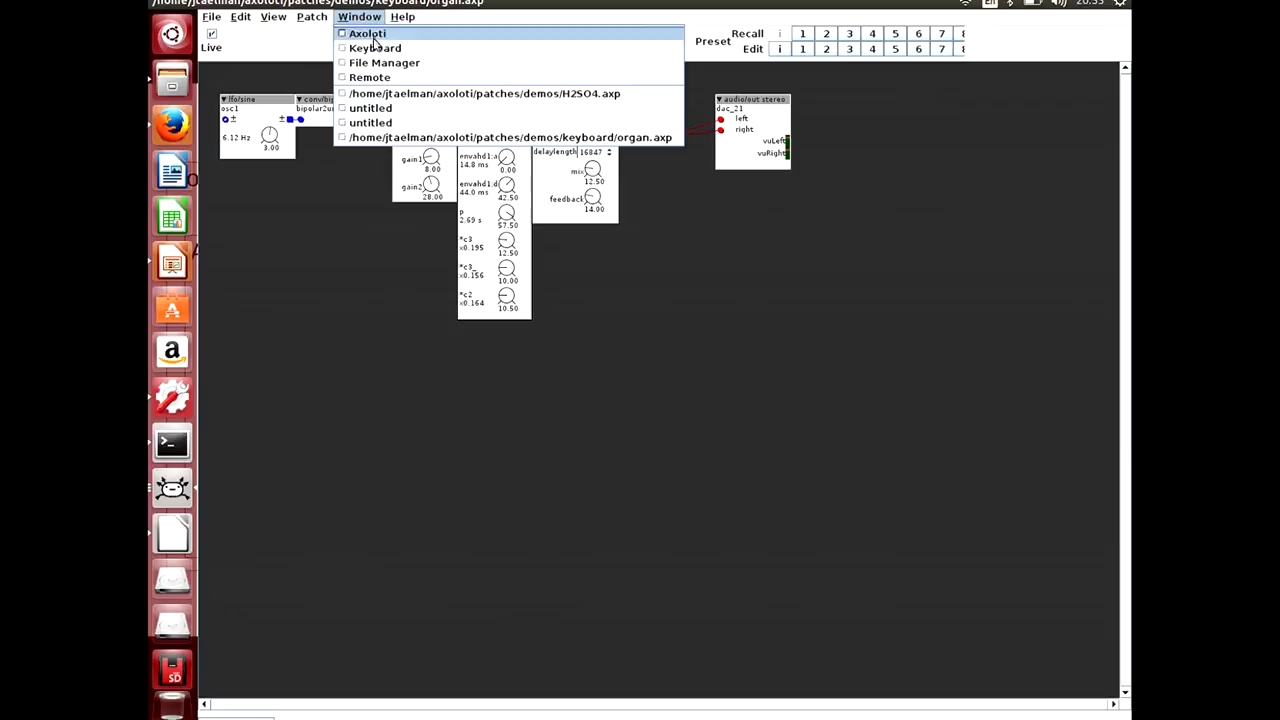 /home/jtaelman/axoloti/patches/demos/keyboard/organ.axp
En
20:33
File Edit View Patch Window Help
Live
Preset
Recall i 1 2 3 4 5 6 7 8
Edit i 1 2 3 4 5 6 7 8
Axoloti
Keyboard
File Manager
Remote
/home/jtaelman/axoloti/patches/demos/H2SO4.axp
untitled
untitled
/home/jtaelman/axoloti/patches/demos/keyboard/organ.axp
lfo/sine
osc1
6.12 Hz
3.00
bipolar2u
gain1
8.00
gain2
28.00
envahd1:a
14.8 ms
0.00
envahd1:d
44.0 ms
42.50
p
2.69 s
57.50
*c3
x0.195
12.50
*c3_
x0.156
10.00
*c2
x0.164
10.50
delaylength 16847
mix
12.50
feedback
14.00
audio/out stereo
dac_21
left
right
vuLeft
vuRight
SD